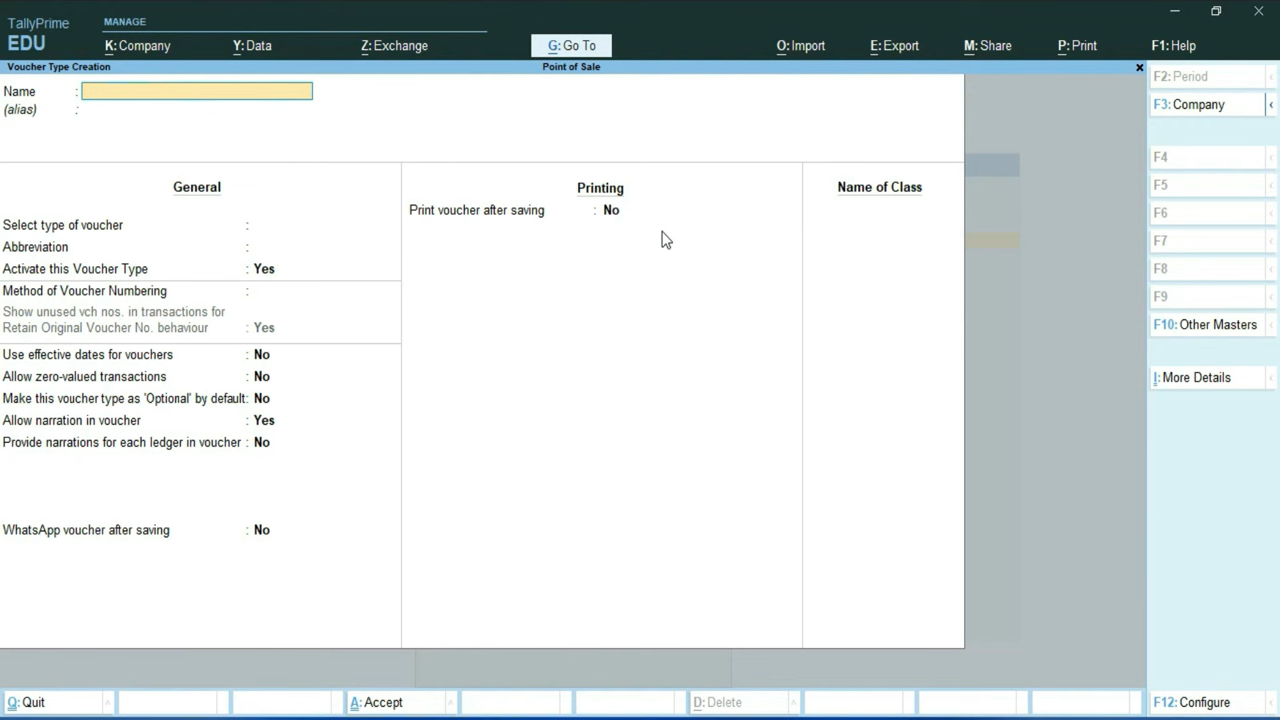 TallyPrime
EDU
MANAGE
K: Company
Y: Data
Z: Exchange
G: Go To
O: Import
E: Export
M: Share
P: Print
F1: Help
Voucher Type Creation
Point of Sale
Name :
(alias) :
General
Select type of voucher :
Abbreviation :
Activate this Voucher Type : Yes
Method of Voucher Numbering :
Show unused vch nos. in transactions for
Retain Original Voucher No. behaviour : Yes
Use effective dates for vouchers : No
Allow zero-valued transactions : No
Make this voucher type as 'Optional' by default : No
Allow narration in voucher : Yes
Provide narrations for each ledger in voucher : No
WhatsApp voucher after saving : No
Printing
Print voucher after saving : No
Name of Class
F2: Period
F3: Company
F4
F5
F6
F7
F8
F9
F10: Other Masters
I: More Details
Q: Quit
A: Accept
D: Delete
F12: Configure